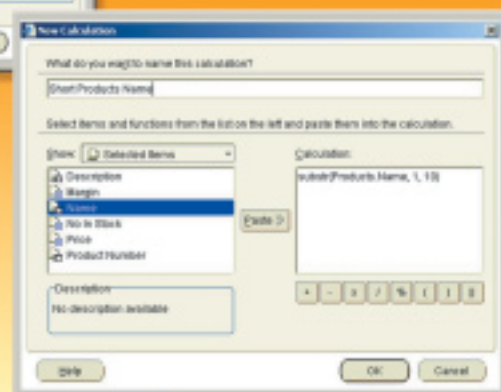 New Calculation
What do you want to name this calculation?
Short Products Name
Select items and functions from the list on the left and paste them into the calculation.
Show: Selected Items
Calculation:
Description
Margin
Name
No In Stock
Price
Product Number
substr(Products.Name, 1, 10)
Paste >
Description
No description available
+ - x / % ( )
Help
OK
Cancel